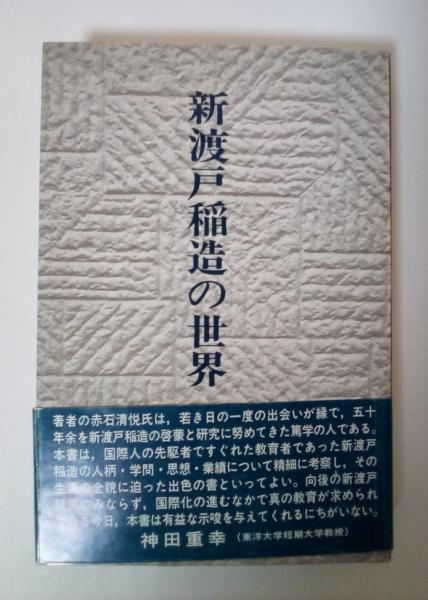 新渡戸稲造の世界
著者の赤石清悦氏は，若き日の一度の出会いが縁で，五十
年余を新渡戸稲造の啓蒙と研究に努めてきた篤学の人である。
本書は，国際人の先駆者ですぐれた教育者であった新渡戸
稲造の人柄・学問・思想・業績について精細に考察し，その
生涯の全貌に迫った出色の書といってよい。向後の新渡戸
のみならず，国際化の進むなかで真の教育が求められ
る今日，本書は有益な示唆を与えてくれるにちがいない。
神田重幸（東洋大学短期大学教授）